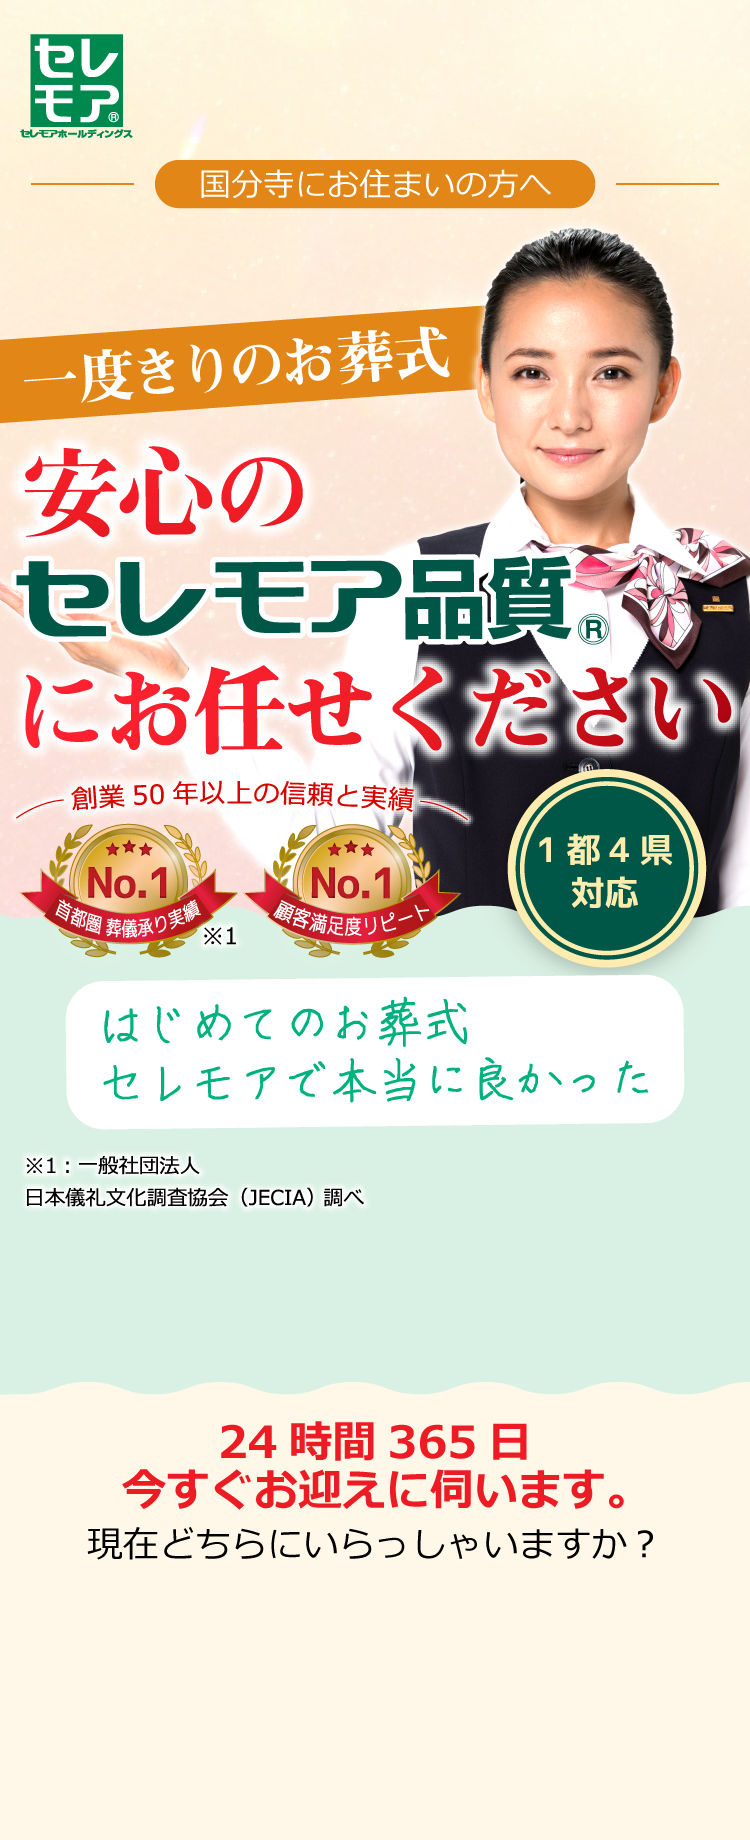 セレ
モア®
セレモアホールディングス
国分寺にお住まいの方へ
一度きりのお葬式
安心の
セレモア品質®
にお任せください
創業50年以上の信頼と実績
No.1
首都圏 葬儀承り実績
※1
No.1
顧客満足度リピート
1都4県
対応
はじめてのお葬式
セレモアで本当に良かった
※1：一般社団法人
日本儀礼文化調査協会（JECIA）調べ
24時間365日
今すぐお迎えに伺います。
現在どちらにいらっしゃいますか？